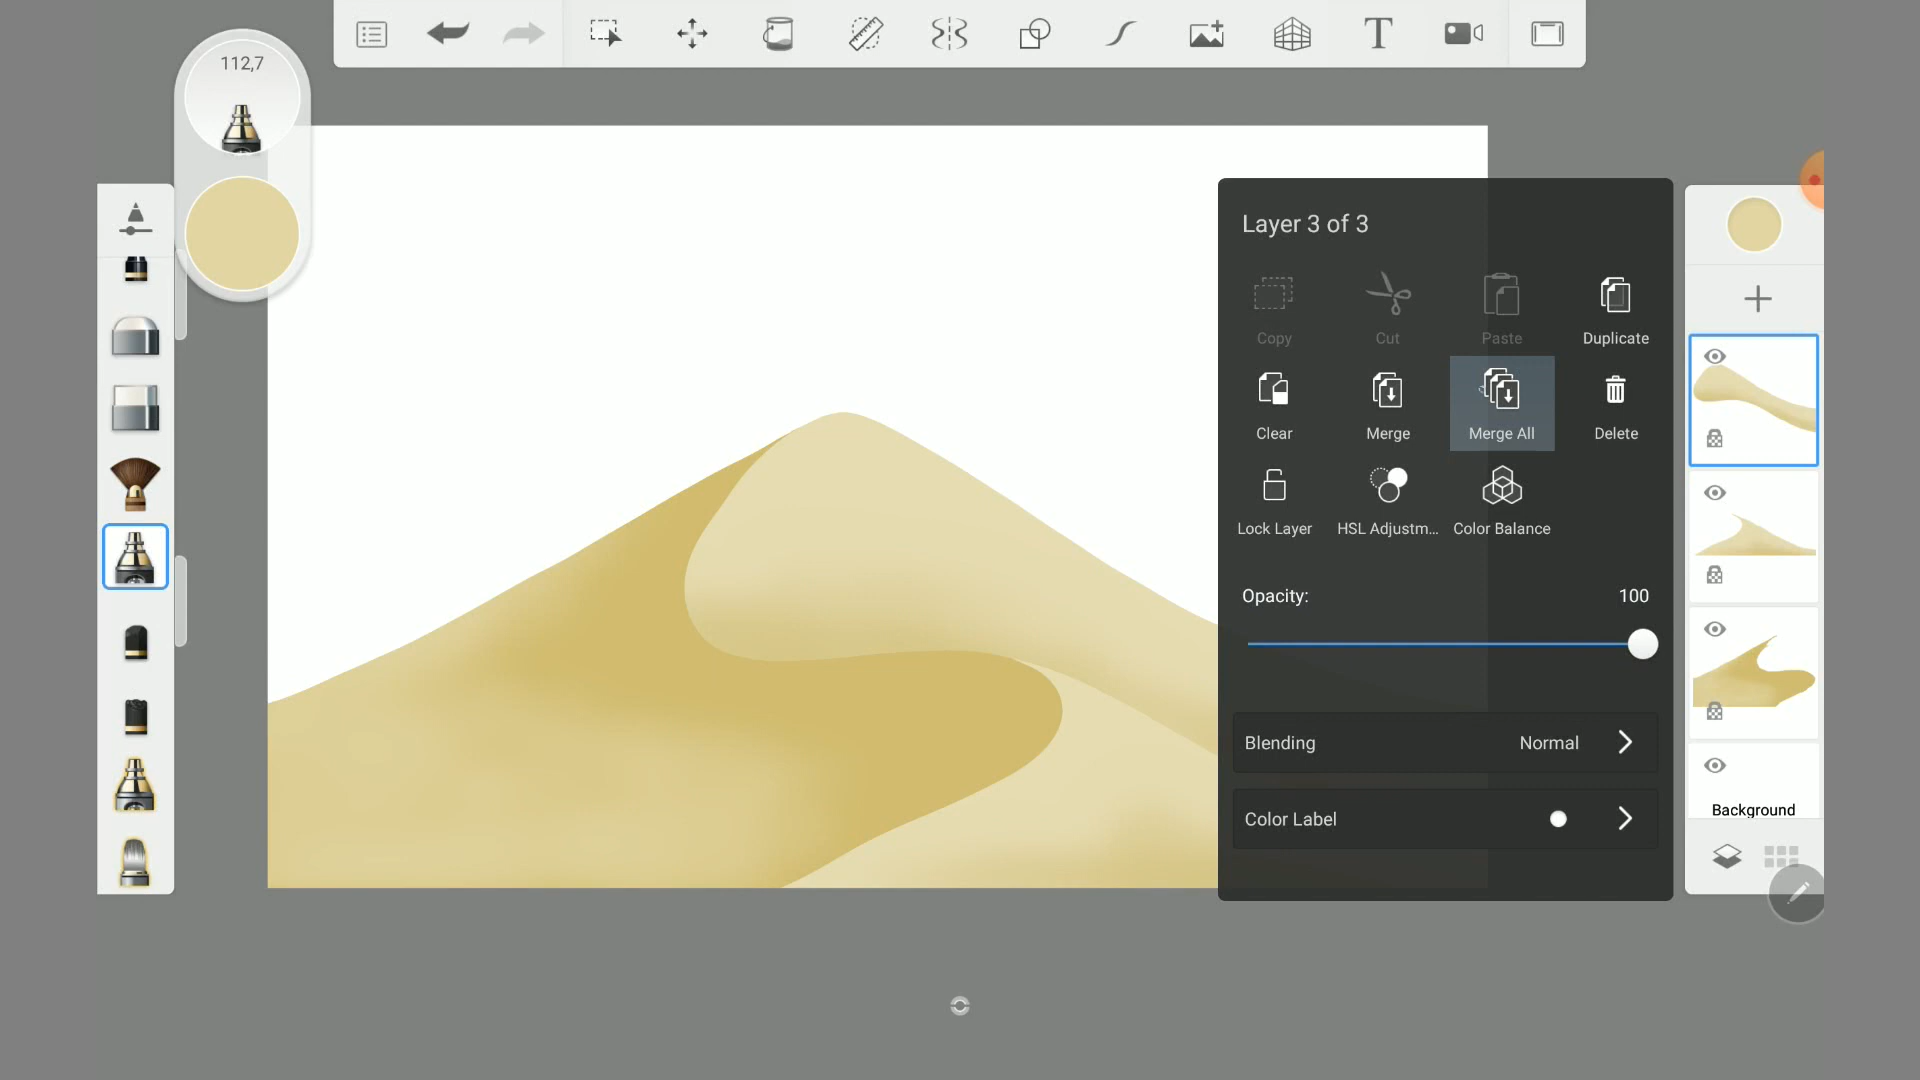 112,7
Layer 3 of 3
Copy Cut Paste Duplicate
Clear Merge Merge All Delete
Lock Layer HSL Adjustm... Color Balance
Opacity: 100
Blending Normal
Color Label
Background